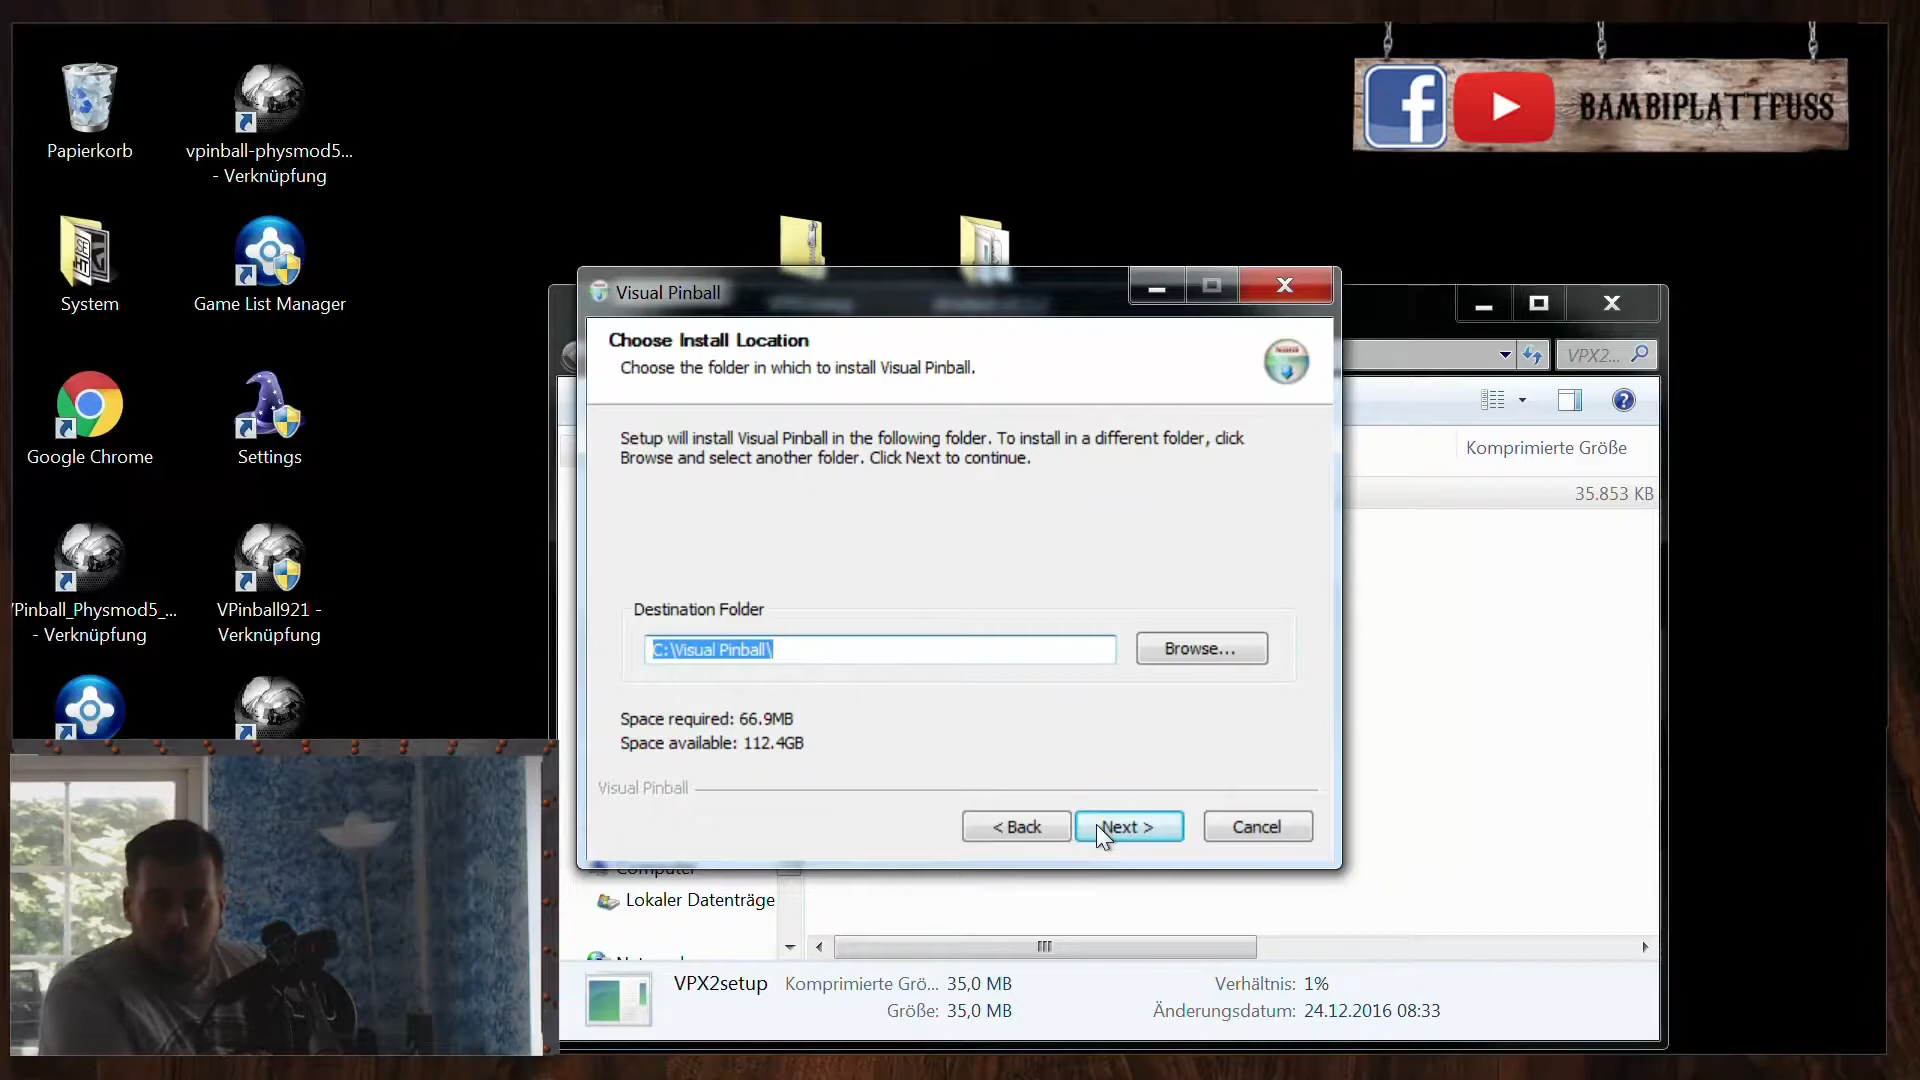 BAMBIPLATTFUSS
Papierkorb
vpinball-physmod5...
- Verknüpfung
System
Game List Manager
Google Chrome
Settings
VPinball921 -
Verknüpfung
Pinball_Physmod5_...
- Verknüpfung
Visual Pinball
Choose Install Location
Choose the folder in which to install Visual Pinball.
Setup will install Visual Pinball in the following folder. To install in a different folder, click
Browse and select another folder. Click Next to continue.
Destination Folder
C:\Visual Pinball\
Browse...
Space required: 66.9MB
Space available: 112.4GB
Visual Pinball
< Back
Next >
Cancel
VPX2...
Komprimierte Größe
35.853 KB
Computer
Lokaler Datenträge
VPX2setup
Komprimierte Grö... 35,0 MB
Größe: 35,0 MB
Verhältnis: 1%
Änderungsdatum: 24.12.2016 08:33